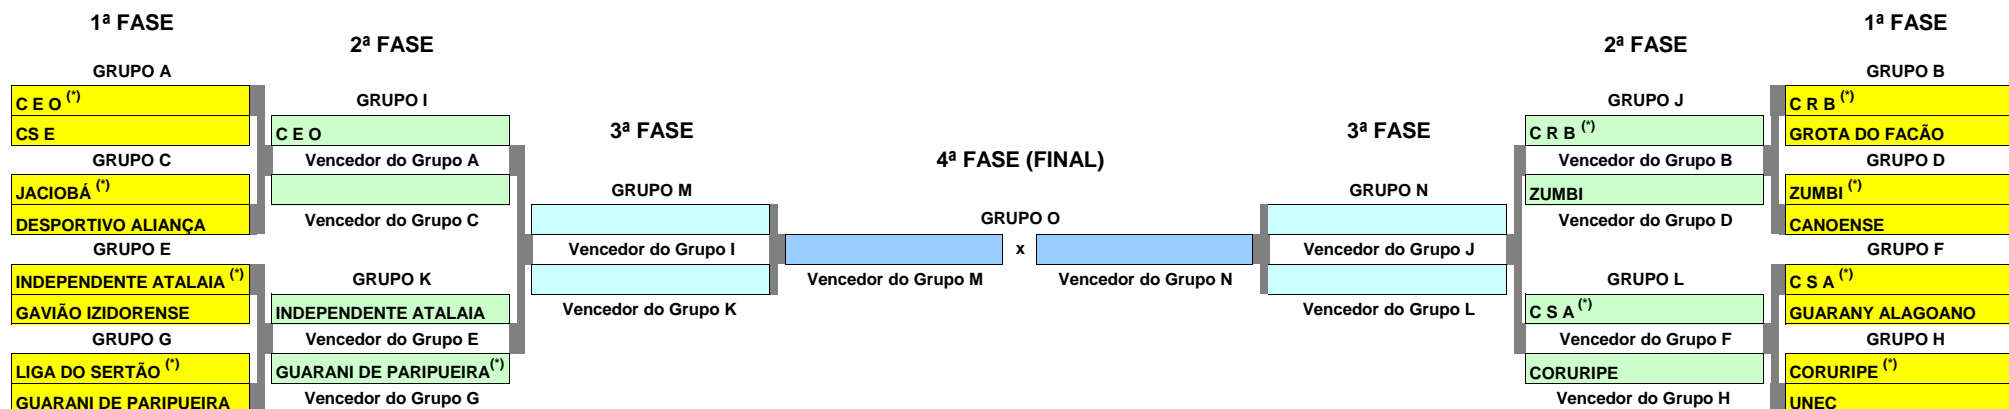 1ª FASE
2ª FASE
GRUPO A
C E O (*)
CS E
GRUPO I
C E O
Vencedor do Grupo A
GRUPO C
JACIOBÁ (*)
DESPORTIVO ALIANÇA
Vencedor do Grupo C
3ª FASE
GRUPO M
Vencedor do Grupo I
Vencedor do Grupo K
GRUPO E
INDEPENDENTE ATALAIA (*)
GAVIÃO IZIDORENSE
GRUPO K
INDEPENDENTE ATALAIA
Vencedor do Grupo E
GRUPO G
LIGA DO SERTÃO (*)
GUARANI DE PARIPUEIRA
GUARANI DE PARIPUEIRA(*)
Vencedor do Grupo G
4ª FASE (FINAL)
GRUPO O
x
Vencedor do Grupo M
Vencedor do Grupo N
3ª FASE
GRUPO N
Vencedor do Grupo J
Vencedor do Grupo L
2ª FASE
1ª FASE
GRUPO J
C R B (*)
Vencedor do Grupo B
ZUMBI
Vencedor do Grupo D
GRUPO B
C R B (*)
GROTA DO FACÃO
GRUPO D
ZUMBI (*)
CANOENSE
GRUPO L
C S A (*)
Vencedor do Grupo F
CORURIPE
Vencedor do Grupo H
GRUPO F
C S A (*)
GUARANY ALAGOANO
GRUPO H
CORURIPE (*)
UNEC